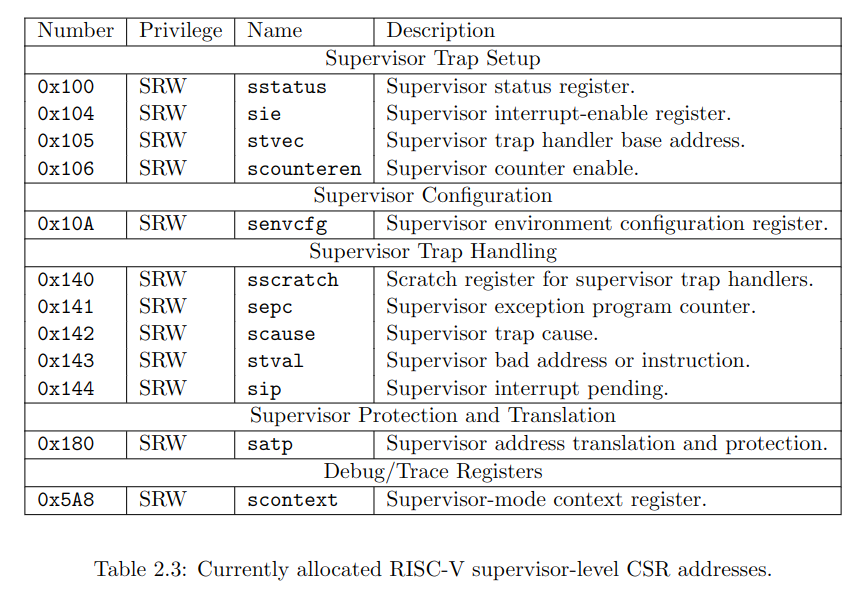 Number Privilege Name Description
Supervisor Trap Setup
0x100 SRW sstatus Supervisor status register.
0x104 SRW sie Supervisor interrupt-enable register.
0x105 SRW stvec Supervisor trap handler base address.
0x106 SRW scounteren Supervisor counter enable.
Supervisor Configuration
0x10A SRW senvcfg Supervisor environment configuration register.
Supervisor Trap Handling
0x140 SRW sscratch Scratch register for supervisor trap handlers.
0x141 SRW sepc Supervisor exception program counter.
0x142 SRW scause Supervisor trap cause.
0x143 SRW stval Supervisor bad address or instruction.
0x144 SRW sip Supervisor interrupt pending.
Supervisor Protection and Translation
0x180 SRW satp Supervisor address translation and protection.
Debug/Trace Registers
0x5A8 SRW scontext Supervisor-mode context register.
Table 2.3: Currently allocated RISC-V supervisor-level CSR addresses.